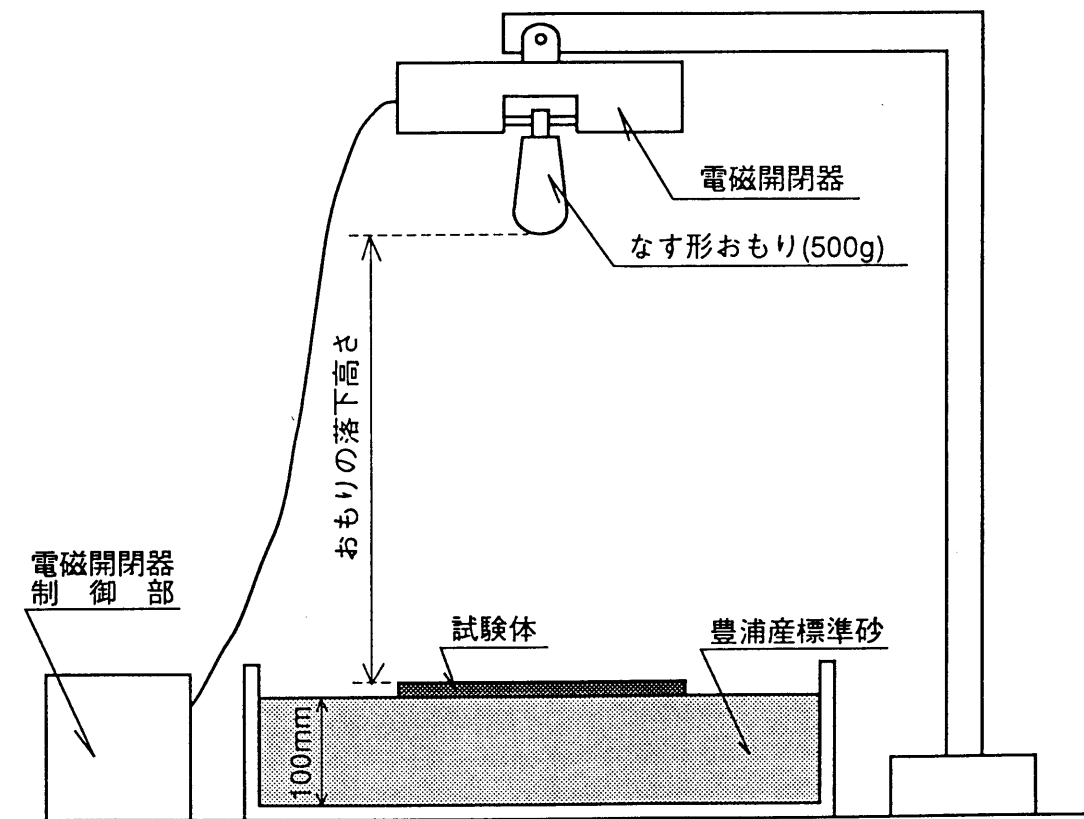 電磁開閉器
なす形おもり(500g)
おもりの落下高さ
電磁開閉器
制 御 部
試験体
豊浦産標準砂
100mm